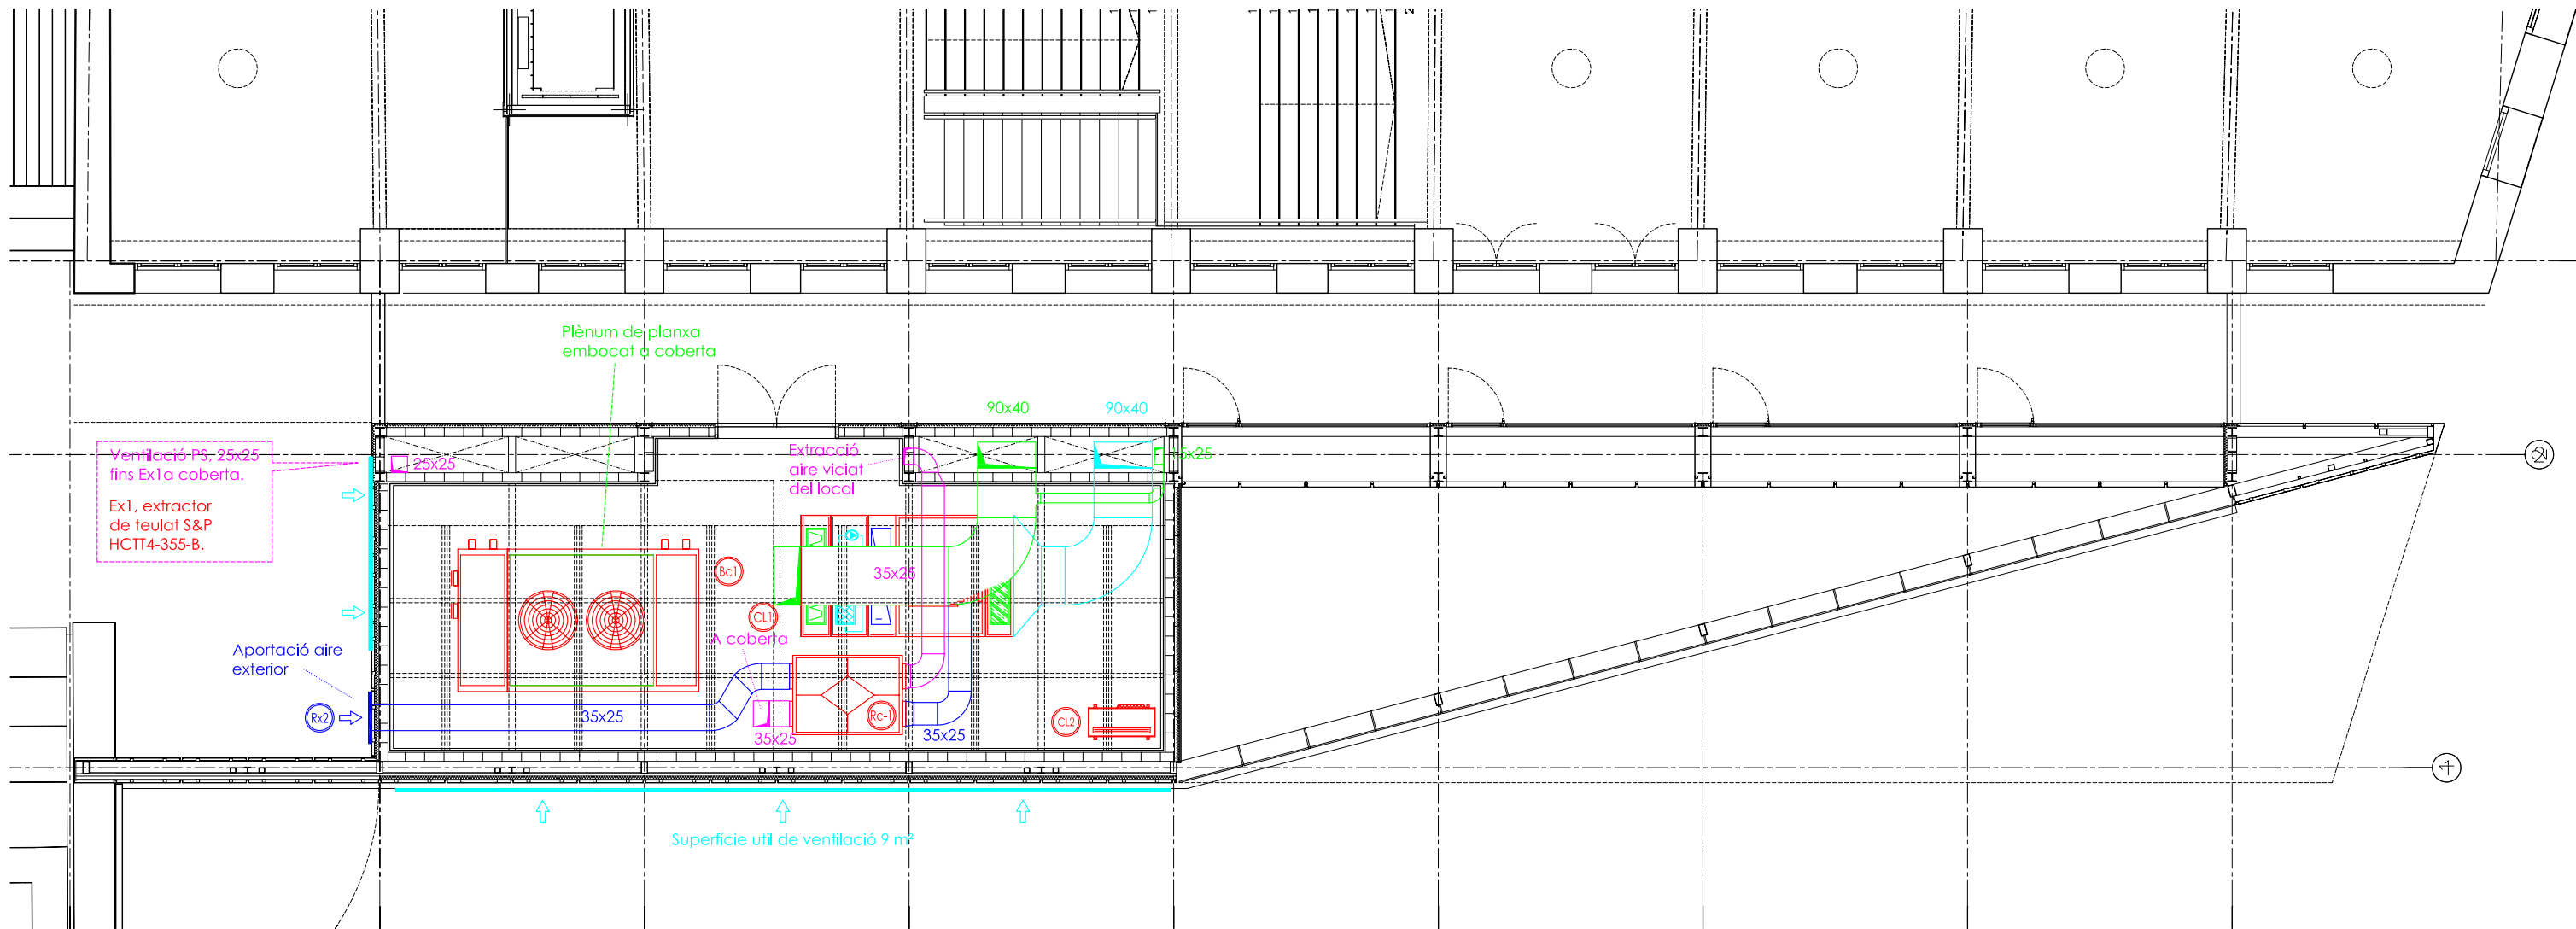 Plènum de planxa
embocat a coberta
90x40
90x40
Ventilació PS, 25x25
fins Ex1a coberta.
Ex1, extractor
de teulat S&P
HCTT4-355-B.
25x25
Extracció
aire viciat
del local
2
Bc1
35x25
CL1
A coberta
Aportació aire
exterior
Rx2
35x25
35x25
Rc-1
35x25
CL2
1
Superfície util de ventilació 9 m²